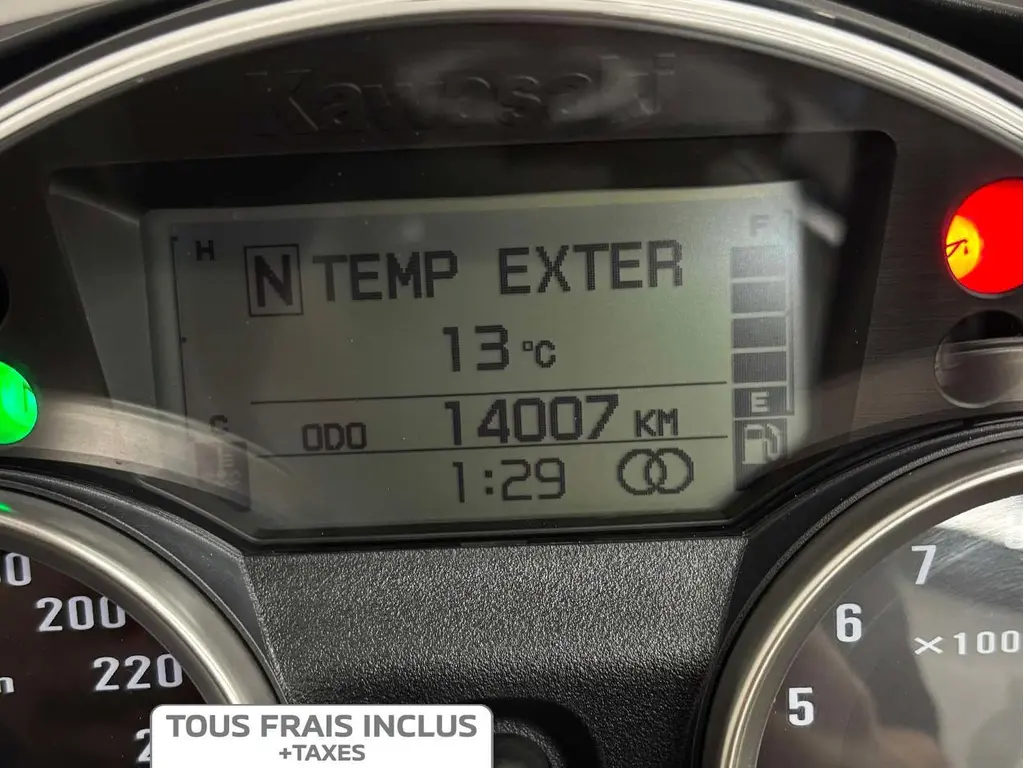 Kawasaki
F
H
N TEMP EXTER
13 °C
C
ODO 14007 KM
E
1:29
200
220
7
6
×100
5
TOUS FRAIS INCLUS
+TAXES